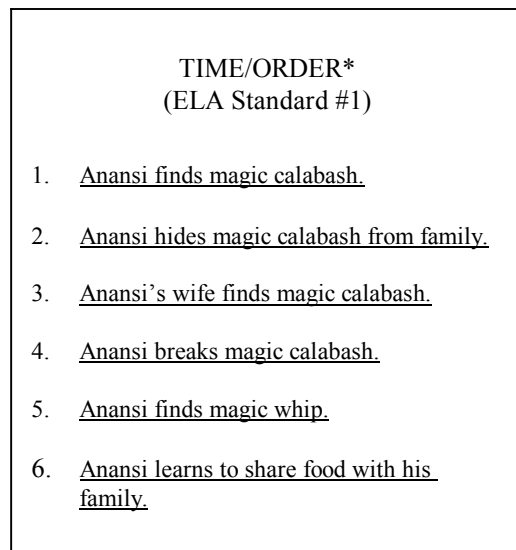 TIME/ORDER*
(ELA Standard #1)
1. Anansi finds magic calabash.
2. Anansi hides magic calabash from family.
3. Anansi’s wife finds magic calabash.
4. Anansi breaks magic calabash.
5. Anansi finds magic whip.
6. Anansi learns to share food with his
family.